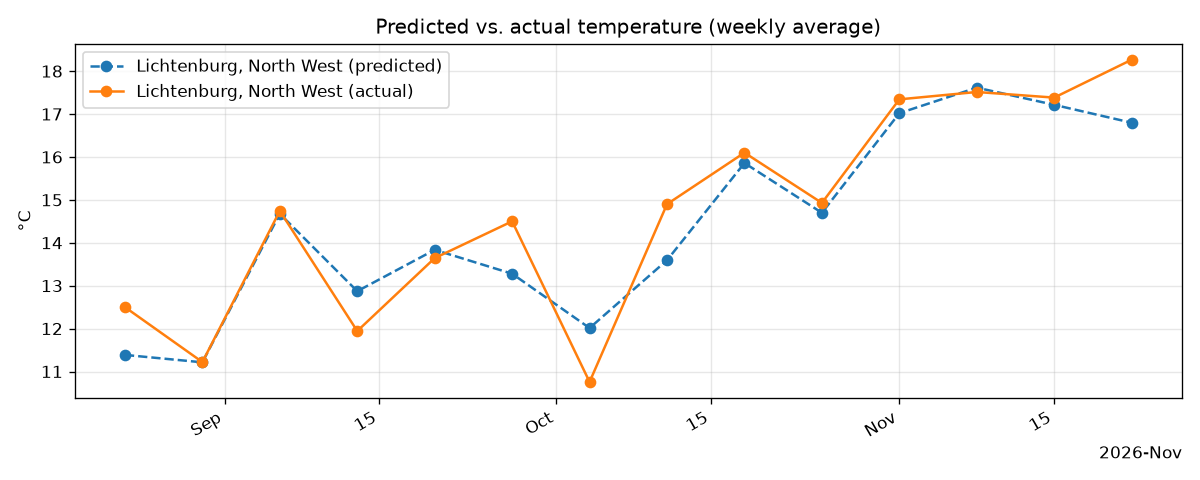 Predicted vs. actual temperature (weekly average)
Lichtenburg, North West (predicted)
Lichtenburg, North West (actual)
°C
18
17
16
15
14
13
12
11
Sep
15
Oct
15
Nov
15
2026-Nov